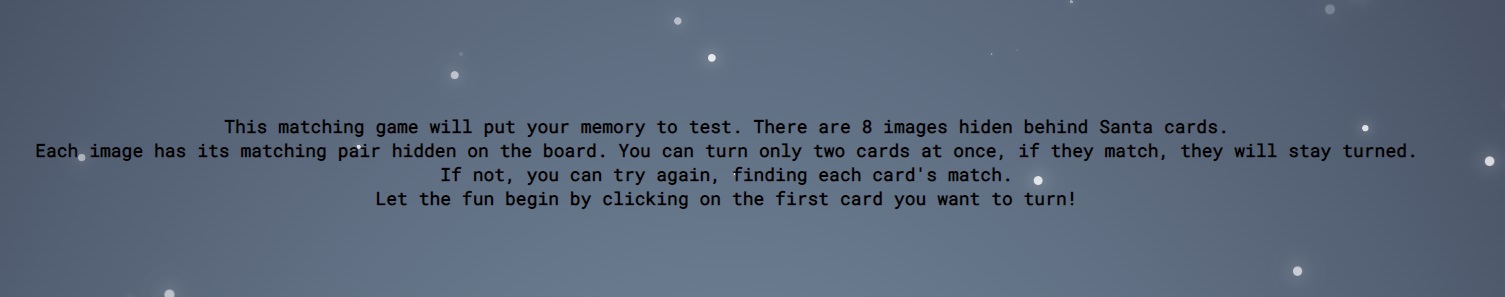 This matching game will put your memory to test. There are 8 images hiden behind Santa cards.
Each image has its matching pair hidden on the board. You can turn only two cards at once, if they match, they will stay turned.
If not, you can try again, finding each card's match.
Let the fun begin by clicking on the first card you want to turn!